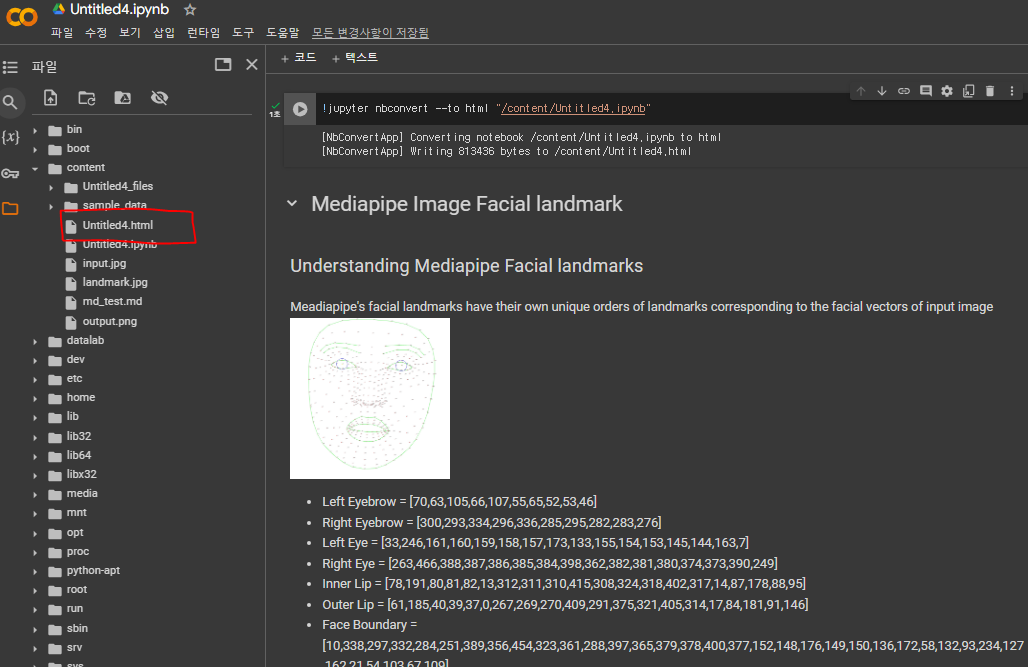 CO
Untitled4.ipynb
파일 수정 보기 삽입 런타임 도구 도움말 모든 변경사항이 저장됨
파일
+ 코드 + 텍스트
{x}
bin
boot
content
Untitled4_files
sample_data
Untitled4.html
Untitled4.ipynb
input.jpg
landmark.jpg
md_test.md
output.png
datalab
dev
etc
home
lib
lib32
lib64
libx32
media
mnt
opt
proc
python-apt
root
run
sbin
srv
sys
1초
!jupyter nbconvert --to html "/content/Untitled4.ipynb"
[NbConvertApp] Converting notebook /content/Untitled4.ipynb to html
[NbConvertApp] Writing 813436 bytes to /content/Untitled4.html
Mediapipe Image Facial landmark
Understanding Mediapipe Facial landmarks
Meadiapipe's facial landmarks have their own unique orders of landmarks corresponding to the facial vectors of input image
• Left Eyebrow = [70,63,105,66,107,55,65,52,53,46]
• Right Eyebrow = [300,293,334,296,336,285,295,282,283,276]
• Left Eye = [33,246,161,160,159,158,157,173,133,155,154,153,145,144,163,7]
• Right Eye = [263,466,388,387,386,385,384,398,362,382,381,380,374,373,390,249]
• Inner Lip = [78,191,80,81,82,13,312,311,310,415,308,324,318,402,317,14,87,178,88,95]
• Outer Lip = [61,185,40,39,37,0,267,269,270,409,291,375,321,405,314,17,84,181,91,146]
• Face Boundary =
[10,338,297,332,284,251,389,356,454,323,361,288,397,365,379,378,400,377,152,148,176,149,150,136,172,58,132,93,234,127
,162,21,54,103,67,109]